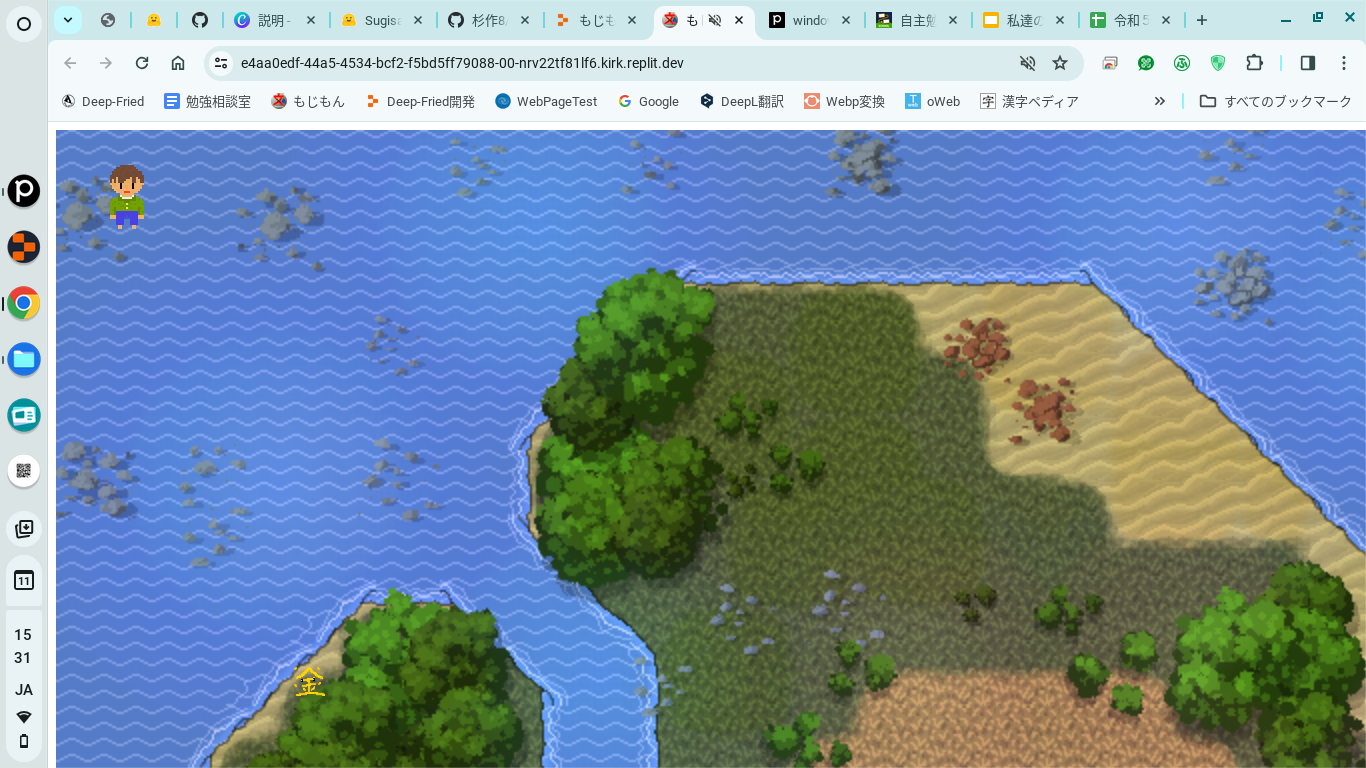 説明 -
Sugisa
杉作8
もじも
も
windo
自主勉
私達の
令和 5
e4aa0edf-44a5-4534-bcf2-f5bd5ff79088-00-nrv22tf81lf6.kirk.replit.dev
Deep-Fried
勉強相談室
もじもん
Deep-Fried開発
WebPageTest
Google
DeepL翻訳
Webp変換
oWeb
漢字ペディア
すべてのブックマーク
金
11
15
31
JA